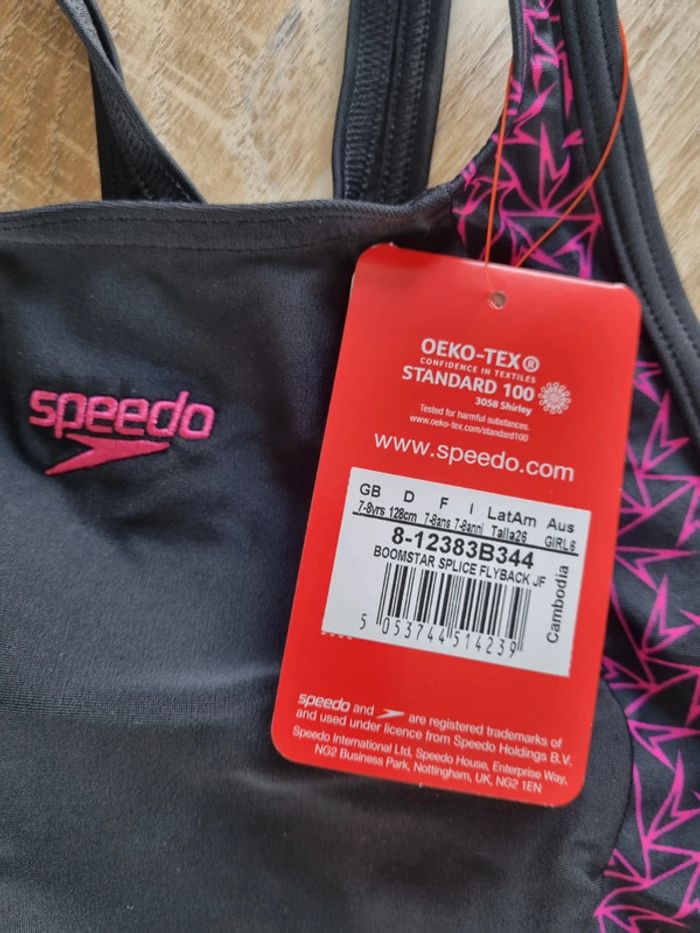 speedo
OEKO-TEX®
CONFIDENCE IN TEXTILES
STANDARD 100
3058 Shirley
Tested for harmful substances.
www.oeko-tex.com/standard100
www.speedo.com
GB D F I LatAm Aus
7-8yrs 128cm 7-8ans 7-8anni Talla26 GIRL6
8-12383B344
BOOMSTAR SPLICE FLYBACK JF
Cambodia
5 053744 514239
speedo and are registered trademarks of
and used under licence from Speedo Holdings B.V.
Speedo International Ltd, Speedo House, Enterprise Way,
NG2 Business Park, Nottingham, UK, NG2 1EN